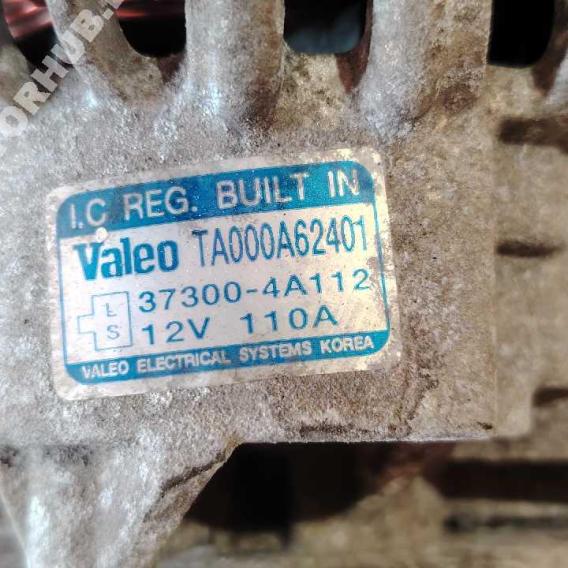 I.C REG. BUILT IN
Valeo TA000A62401
L 37300-4A112
S 12V 110A
VALEO ELECTRICAL SYSTEMS KOREA